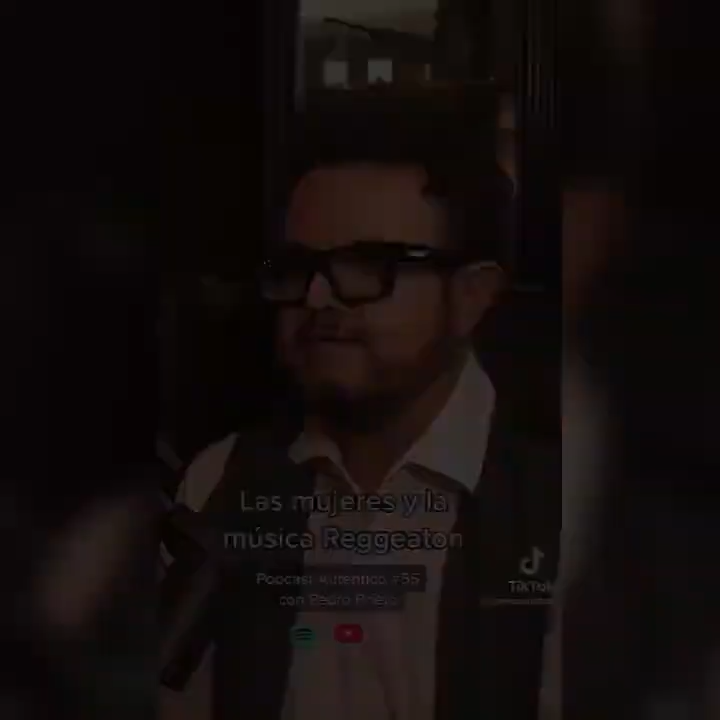 Las mujeres y la
música Reggeaton
Podcast Auténtico #55
con Pedro Prieto
TikTok